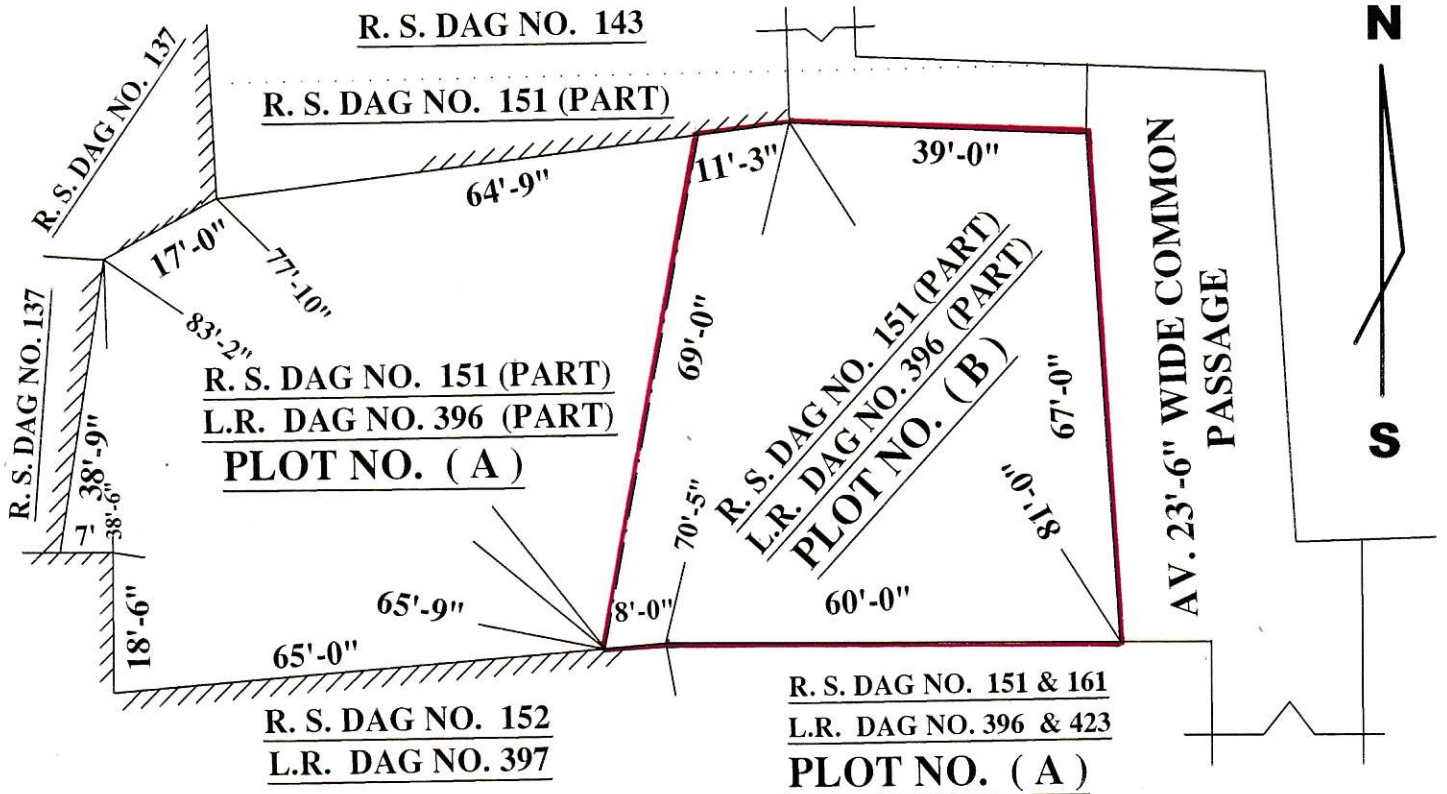 R. S. DAG NO. 143
N
R. S. DAG NO. 137
R. S. DAG NO. 151 (PART)
11'-3"
39'-0"
64'-9"
17'-0"
77'-10"
83'-2"
R. S. DAG NO. 137
R. S. DAG NO. 151 (PART)
L.R. DAG NO. 396 (PART)
PLOT NO. ( A )
69'-0"
R. S. DAG NO. 151 (PART)
L.R. DAG NO. 396 (PART)
PLOT NO. ( B )
67'-0"
AV. 23'-6" WIDE COMMON
PASSAGE
S
38'-9"
7'
38'-6"
70'-5"
81'-0"
18'-6"
65'-9"
8'-0"
60'-0"
65'-0"
R. S. DAG NO. 152
L.R. DAG NO. 397
R. S. DAG NO. 151 & 161
L.R. DAG NO. 396 & 423
PLOT NO. ( A )